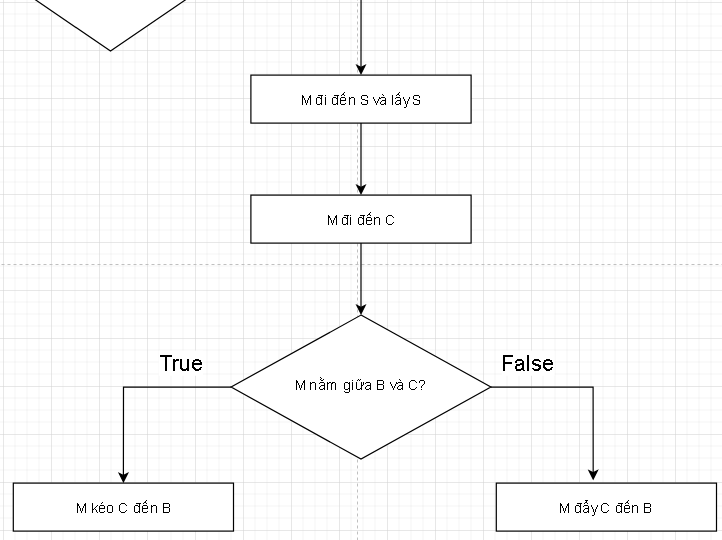 M đi đến S và lấy S
M đi đến C
True
False
M nằm giữa B và C?
M kéo C đến B
M đẩy C đến B